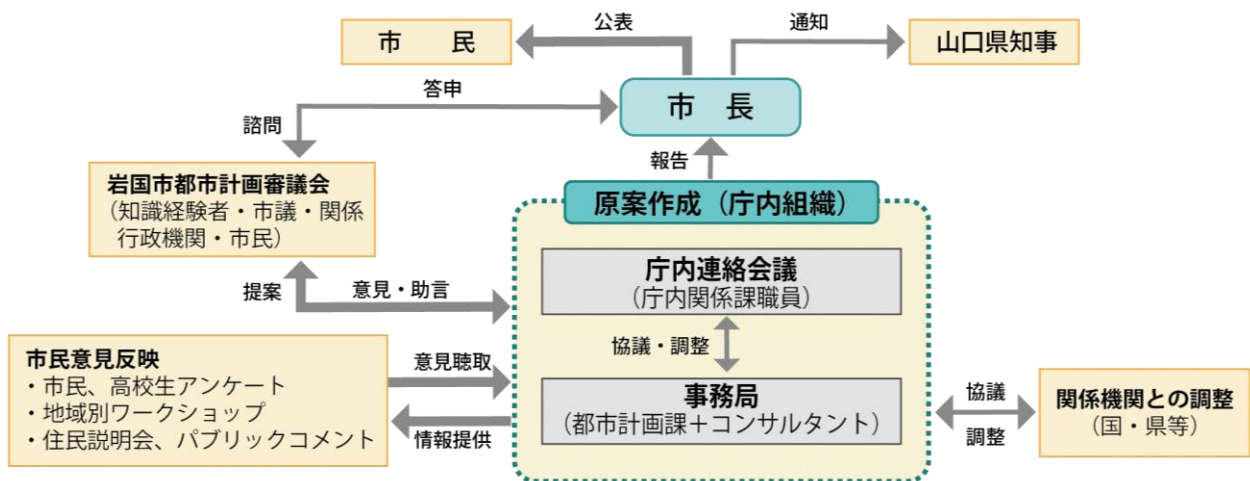 市　民
公表
通知
山口県知事
市　長
答申
諮問
報告
岩国市都市計画審議会
（知識経験者・市議・関係
行政機関・市民）
原案作成（庁内組織）
庁内連絡会議
（庁内関係課職員）
提案
意見・助言
協議・調整
市民意見反映
・市民、高校生アンケート
・地域別ワークショップ
・住民説明会、パブリックコメント
意見聴取
情報提供
事務局
（都市計画課＋コンサルタント）
協議
調整
関係機関との調整
（国・県等）